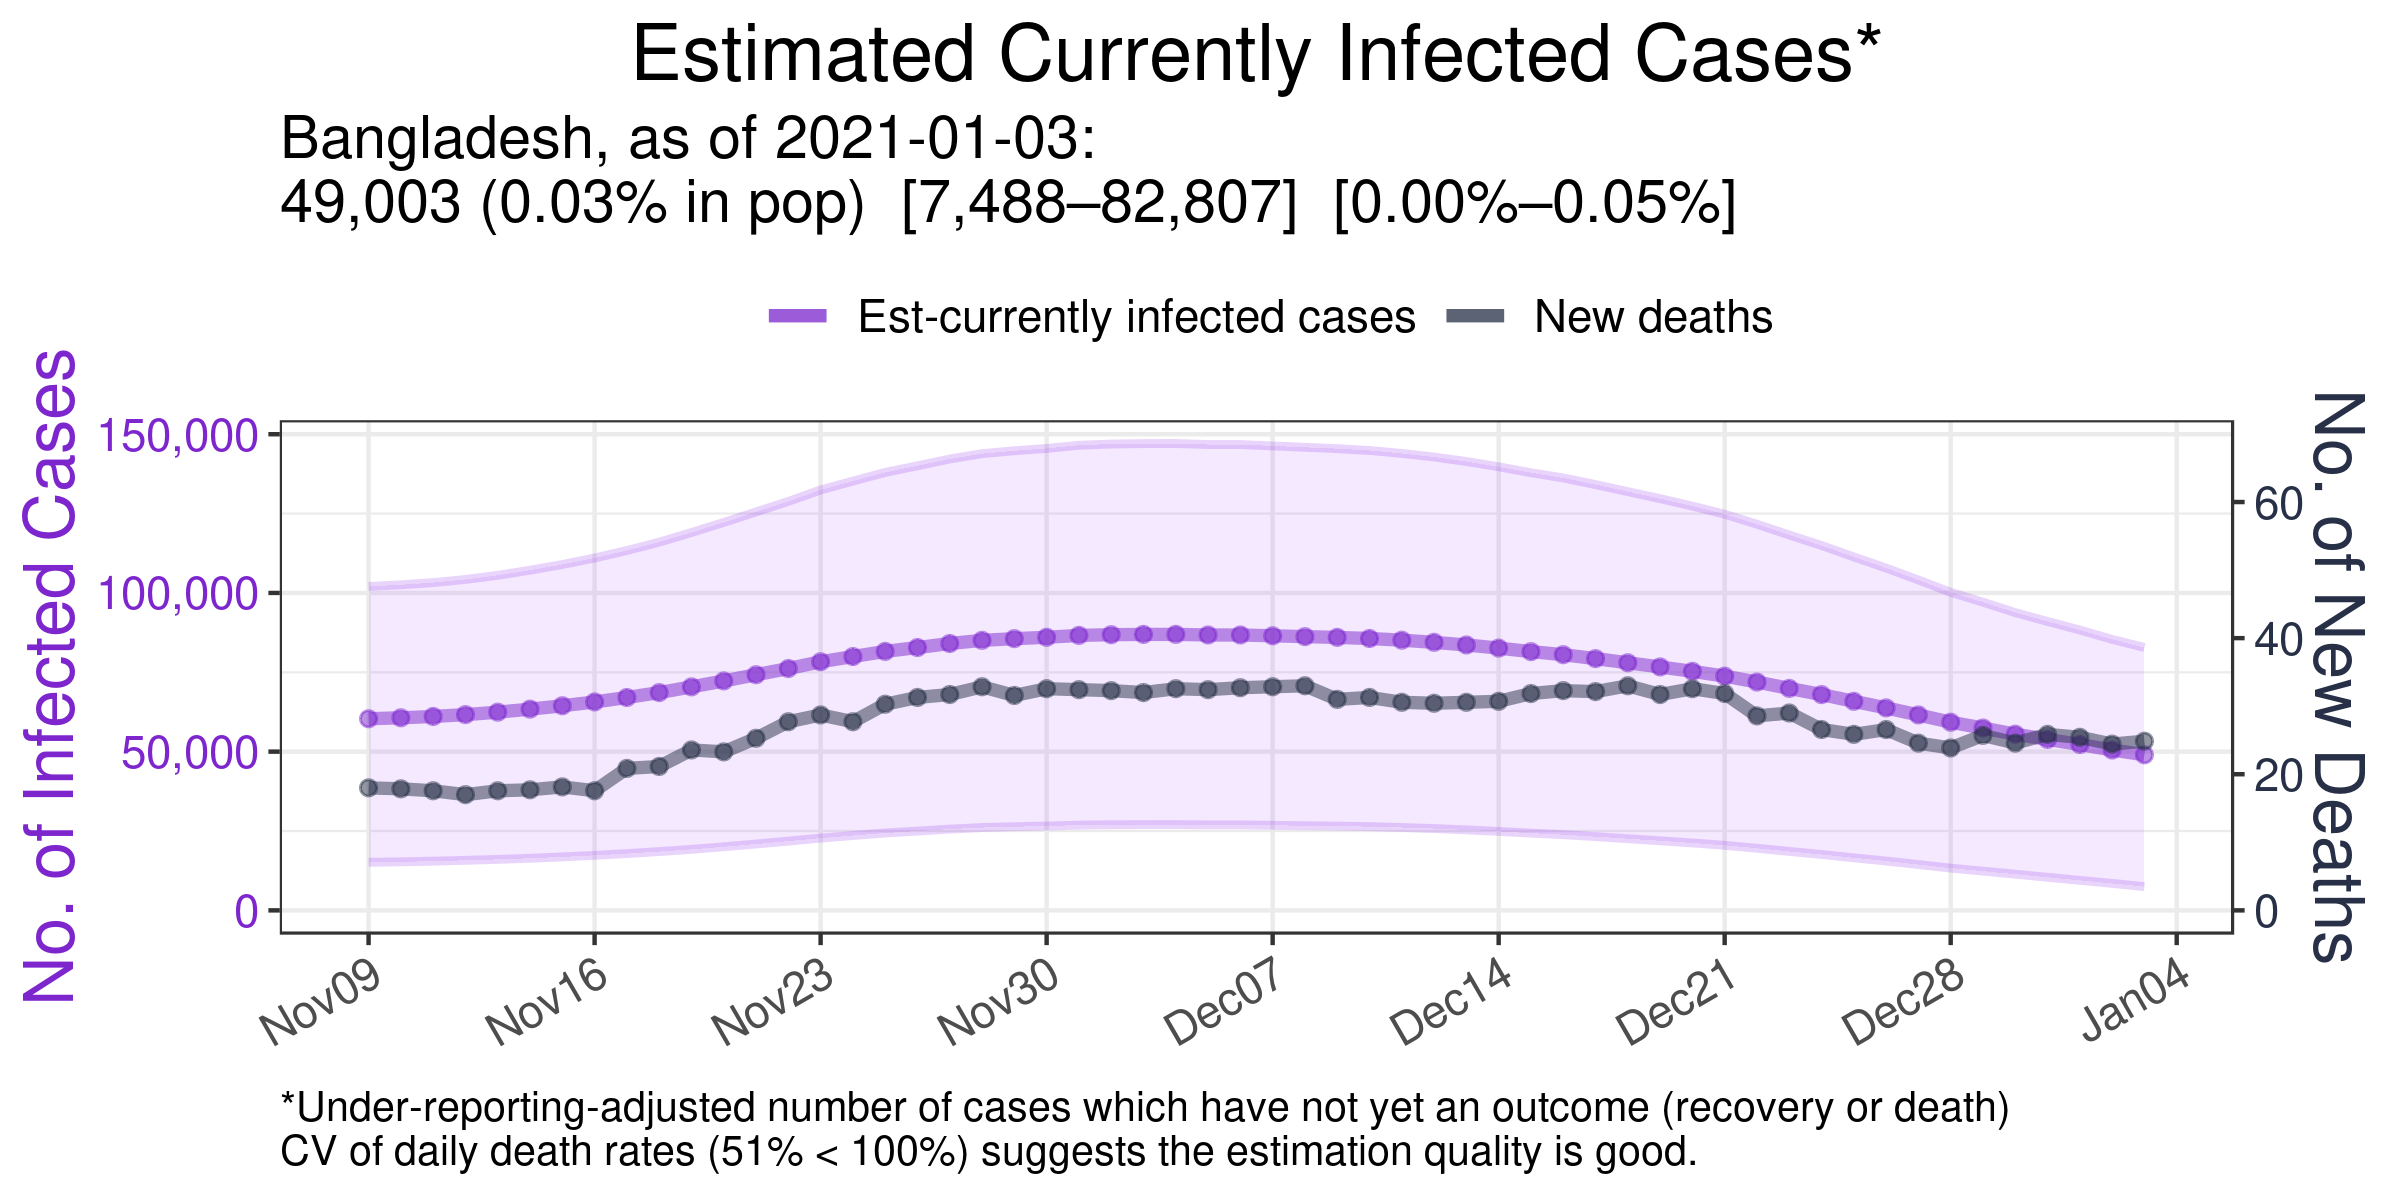 Estimated Currently Infected Cases*
Bangladesh, as of 2021-01-03:
49,003 (0.03% in pop)  [7,488–82,807]  [0.00%–0.05%]
Est-currently infected cases
New deaths
No. of Infected Cases
150,000
100,000
50,000
0
No. of New Deaths
60
40
20
0
Nov09
Nov16
Nov23
Nov30
Dec07
Dec14
Dec21
Dec28
Jan04
*Under-reporting-adjusted number of cases which have not yet an outcome (recovery or death)
CV of daily death rates (51% < 100%) suggests the estimation quality is good.